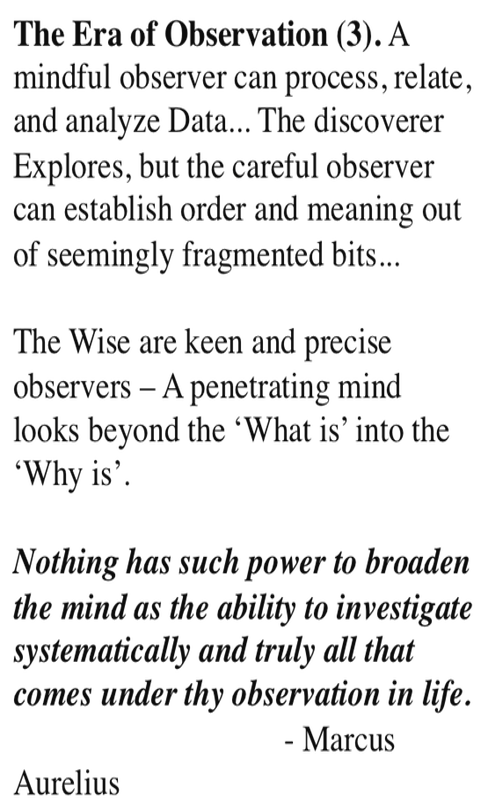 The Era of Observation (3). A
mindful observer can process, relate,
and analyze Data... The discoverer
Explores, but the careful observer
can establish order and meaning out
of seemingly fragmented bits...
The Wise are keen and precise
observers – A penetrating mind
looks beyond the ‘What is’ into the
‘Why is’.
Nothing has such power to broaden
the mind as the ability to investigate
systematically and truly all that
comes under thy observation in life.
- Marcus
Aurelius